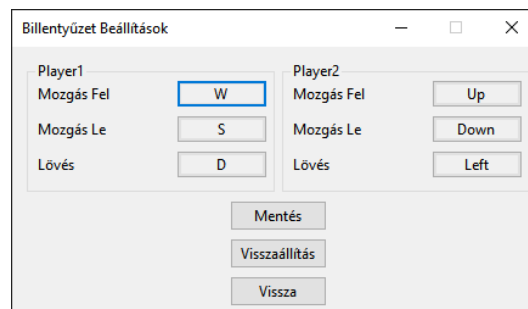 Billentyűzet Beállítások
Player1
Mozgás Fel W
Mozgás Le S
Lövés D
Player2
Mozgás Fel Up
Mozgás Le Down
Lövés Left
Mentés
Visszaállítás
Vissza